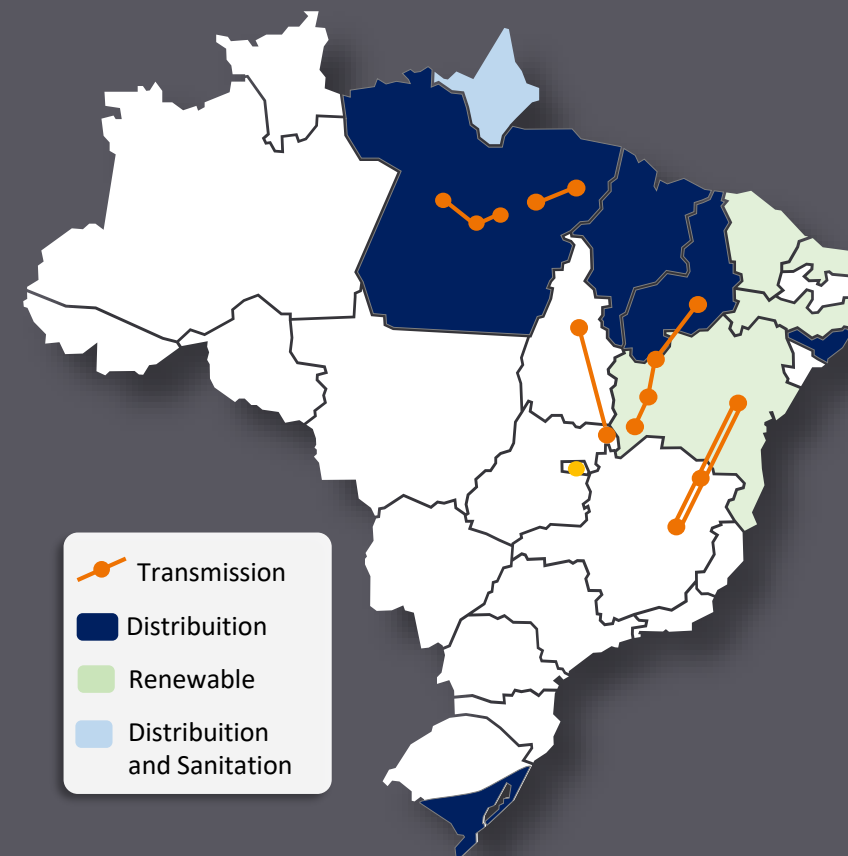 Transmission
Distribuition
Renewable
Distribuition
and Sanitation